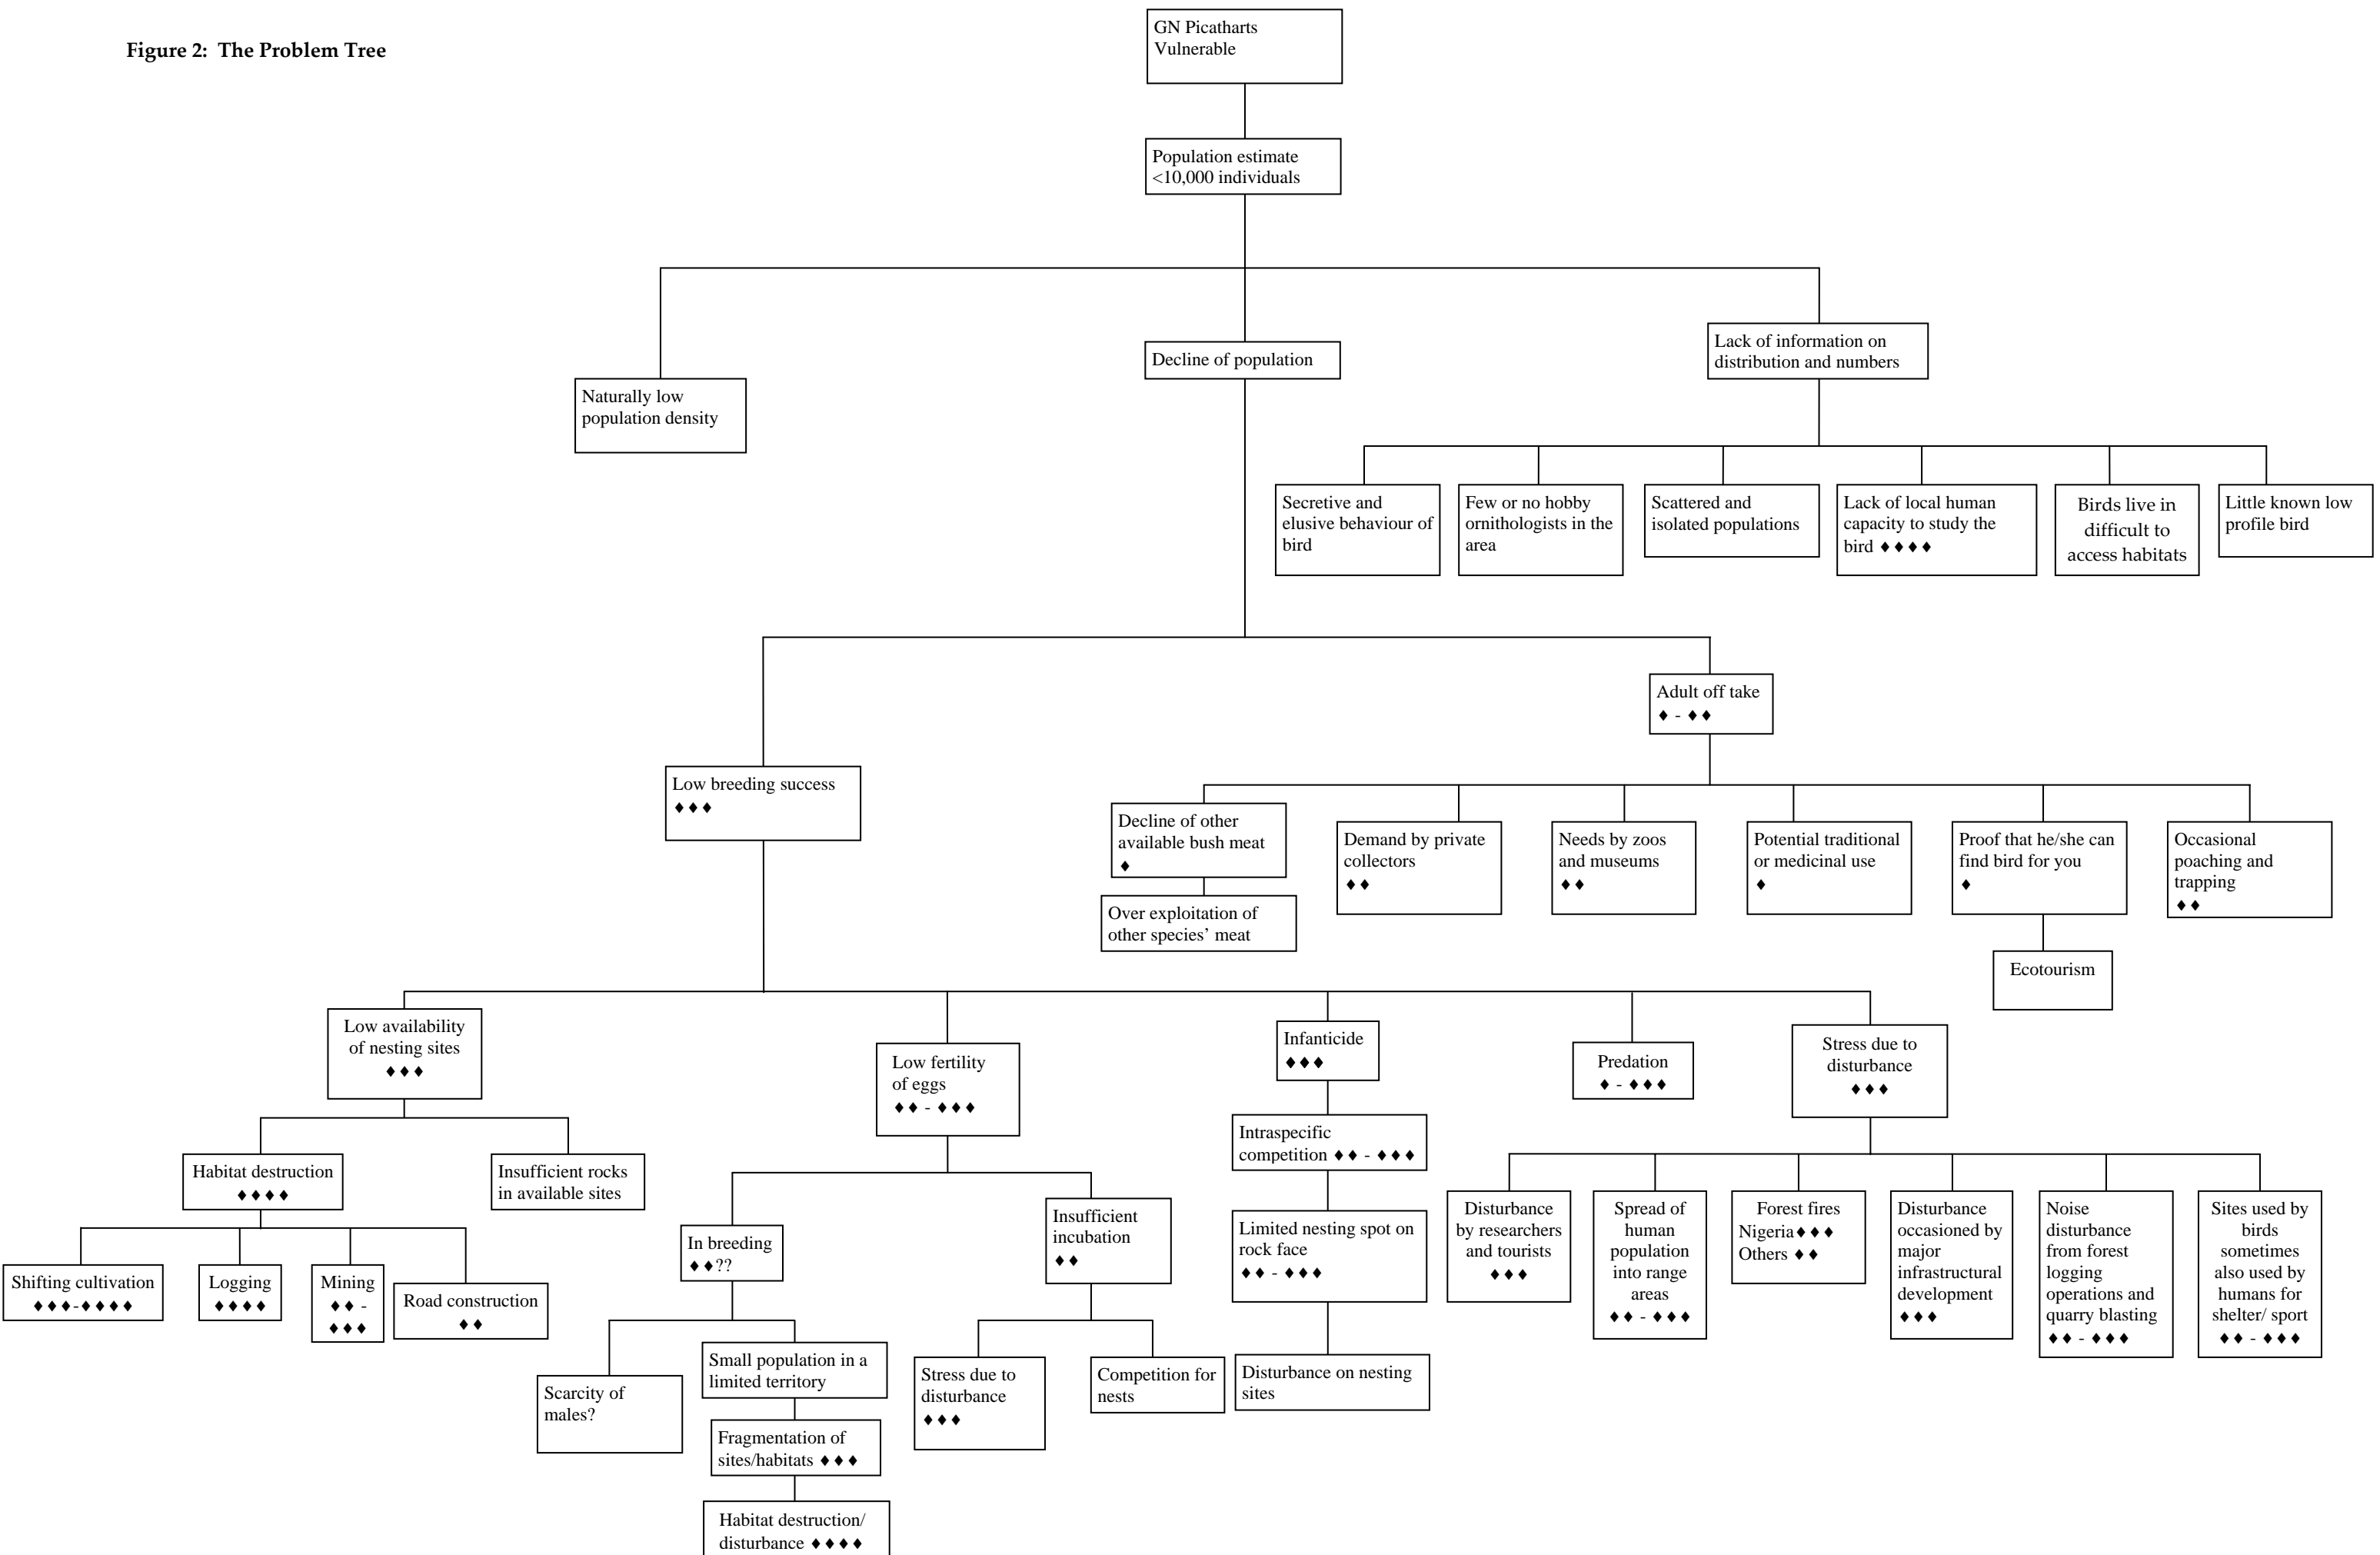 Figure 2: The Problem Tree
GN Picatharts
Vulnerable
Population estimate
<10,000 individuals
Naturally low
population density
Decline of population
Lack of information on
distribution and numbers
Secretive and
elusive behaviour of
bird
Few or no hobby
ornithologists in the
area
Scattered and
isolated populations
Lack of local human
capacity to study the
bird ♦♦♦♦
Birds live in
difficult to
access habitats
Little known low
profile bird
Adult off take
♦ - ♦♦
Low breeding success
♦♦♦
Decline of other
available bush meat
♦
Over exploitation of
other species’ meat
Demand by private
collectors
♦♦
Needs by zoos
and museums
♦♦
Potential traditional
or medicinal use
♦
Proof that he/she can
find bird for you
♦
Ecotourism
Occasional
poaching and
trapping
♦♦
Low availability
of nesting sites
♦♦♦
Low fertility
of eggs
♦♦ - ♦♦♦
Infanticide
♦♦♦
Predation
♦ - ♦♦♦
Stress due to
disturbance
♦♦♦
Habitat destruction
♦♦♦♦
Insufficient rocks
in available sites
Shifting cultivation
♦♦♦-♦♦♦♦
Logging
♦♦♦♦
Mining
♦♦ -
♦♦♦
Road construction
♦♦
In breeding
♦♦??
Insufficient
incubation
♦♦
Scarcity of
males?
Small population in a
limited territory
Fragmentation of
sites/habitats ♦♦♦
Habitat destruction/
disturbance ♦♦♦♦
Stress due to
disturbance
♦♦♦
Competition for
nests
Intraspecific
competition ♦♦ - ♦♦♦
Limited nesting spot on
rock face
♦♦ - ♦♦♦
Disturbance on nesting
sites
Disturbance
by researchers
and tourists
♦♦♦
Spread of
human
population
into range
areas
♦♦ - ♦♦♦
Forest fires
Nigeria♦♦♦
Others ♦♦
Disturbance
occasioned by
major
infrastructural
development
♦♦♦
Noise
disturbance
from forest
logging
operations and
quarry blasting
♦♦ - ♦♦♦
Sites used by
birds
sometimes
also used by
humans for
shelter/ sport
♦♦ - ♦♦♦